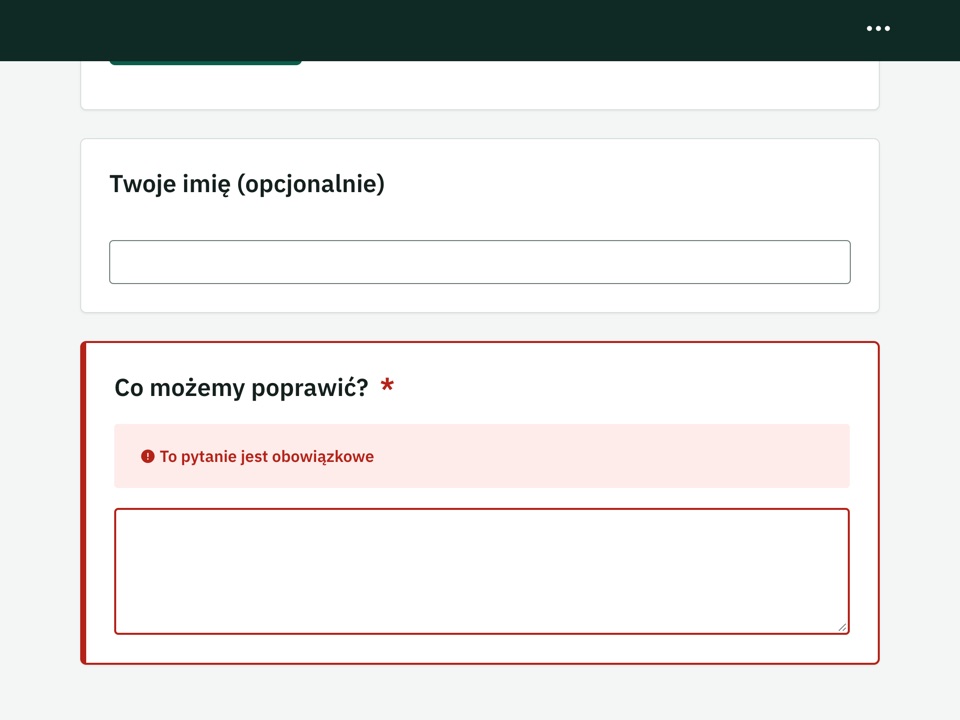 Twoje imię (opcjonalnie)
Co możemy poprawić? *
To pytanie jest obowiązkowe